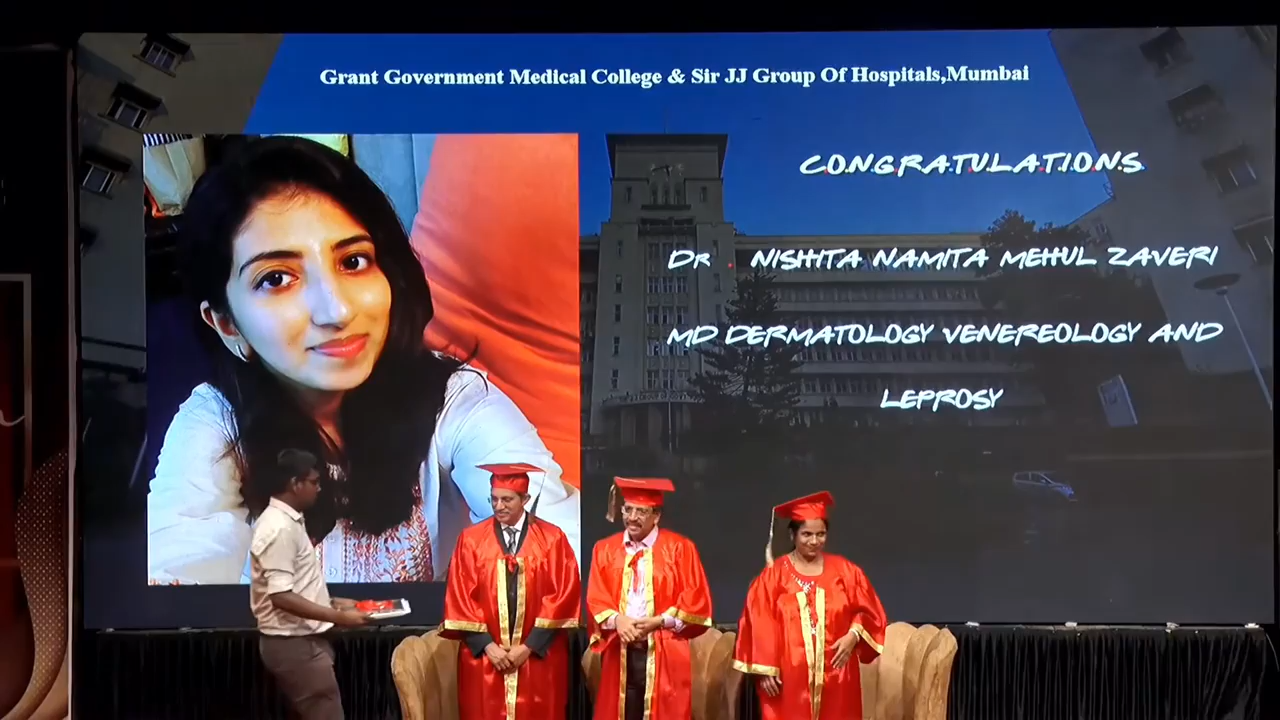 Grant Government Medical College & Sir JJ Group Of Hospitals,Mumbai
CONGRATULATIONS
DR . NISHITA NAMITA MEHUL ZAVERI
MD DERMATOLOGY VENEREOLOGY AND
LEPROSY